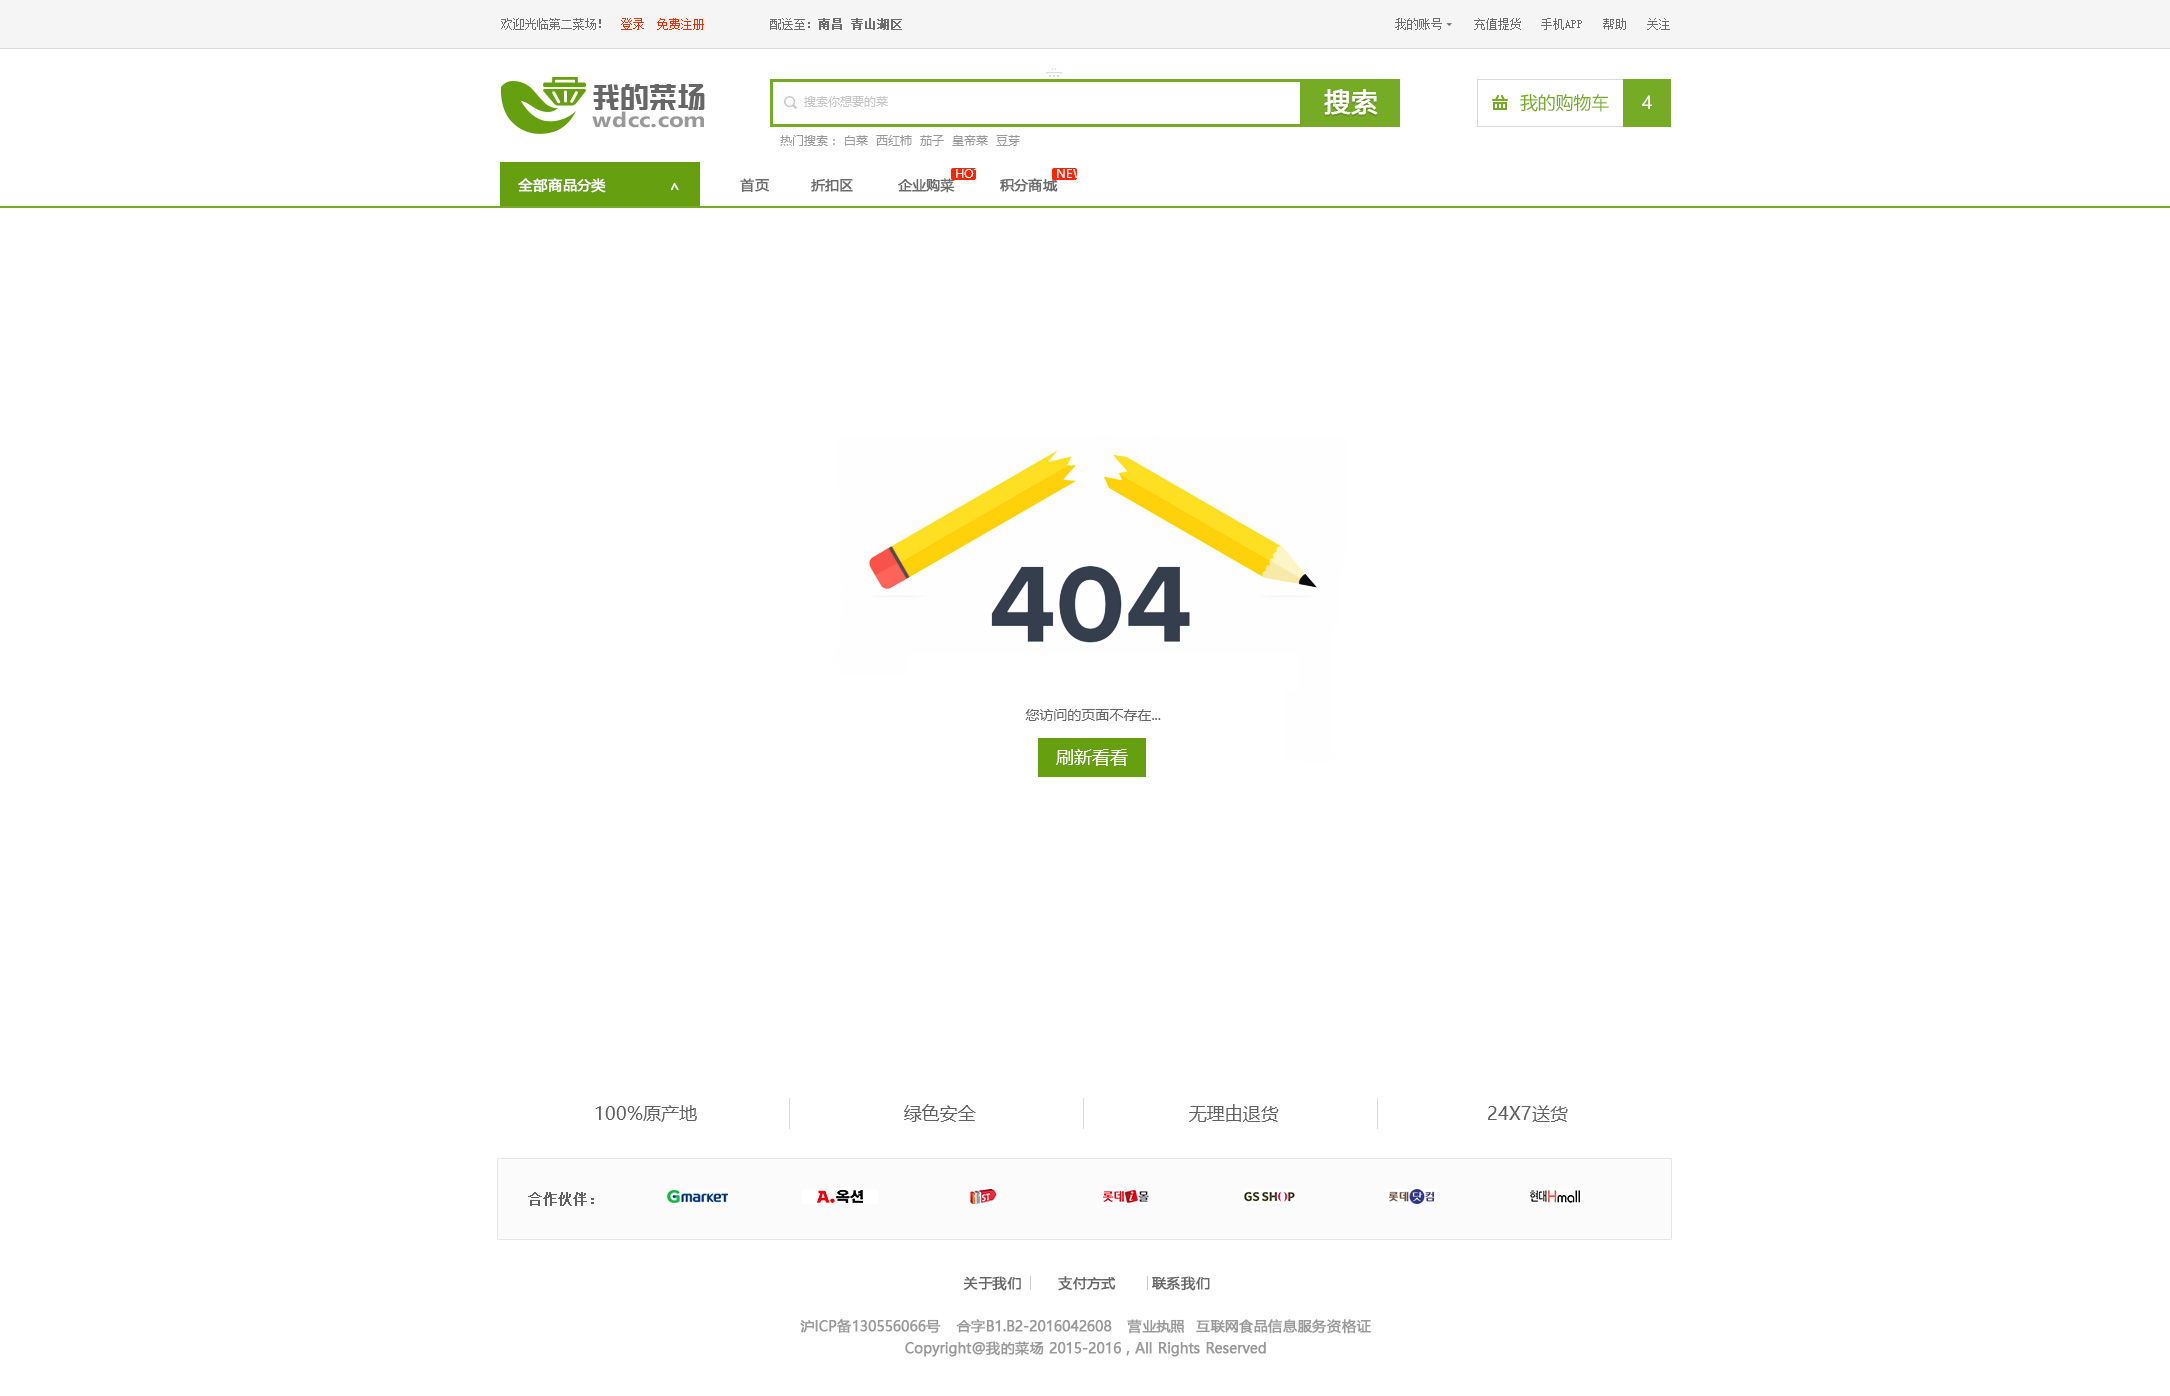 欢迎光临第二菜场！ 登录 免费注册 配送至：南昌 青山湖区 我的账号 充值提货 手机APP 帮助 关注
我的菜场
wdcc.com
搜索你想要的菜 搜索
我的购物车 4
热门搜索： 白菜 西红柿 茄子 皇帝菜 豆芽
全部商品分类 首页 折扣区 企业购菜 HO 积分商城 NEW
404
您访问的页面不存在...
刷新看看
100%原产地 绿色安全 无理由退货 24X7送货
合作伙伴： Gmarket A.옥션 11ST 롯데i몰 GS SHOP 롯데닷컴 현대Hmall
关于我们 支付方式 联系我们
沪ICP备130556066号 合字B1.B2-2016042608 营业执照 互联网食品信息服务资格证
Copyright@我的菜场 2015-2016 , All Rights Reserved